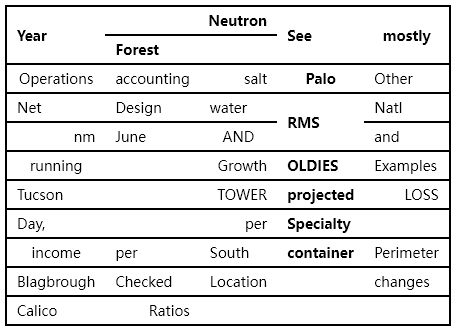 Year Neutron See mostly
Forest
Operations accounting salt Palo Other
Net Design water RMS Natl
nm June AND and
running Growth OLDIES Examples
Tucson TOWER projected LOSS
Day, per Specialty
income per South container Perimeter
Blagbrough Checked Location changes
Calico Ratios